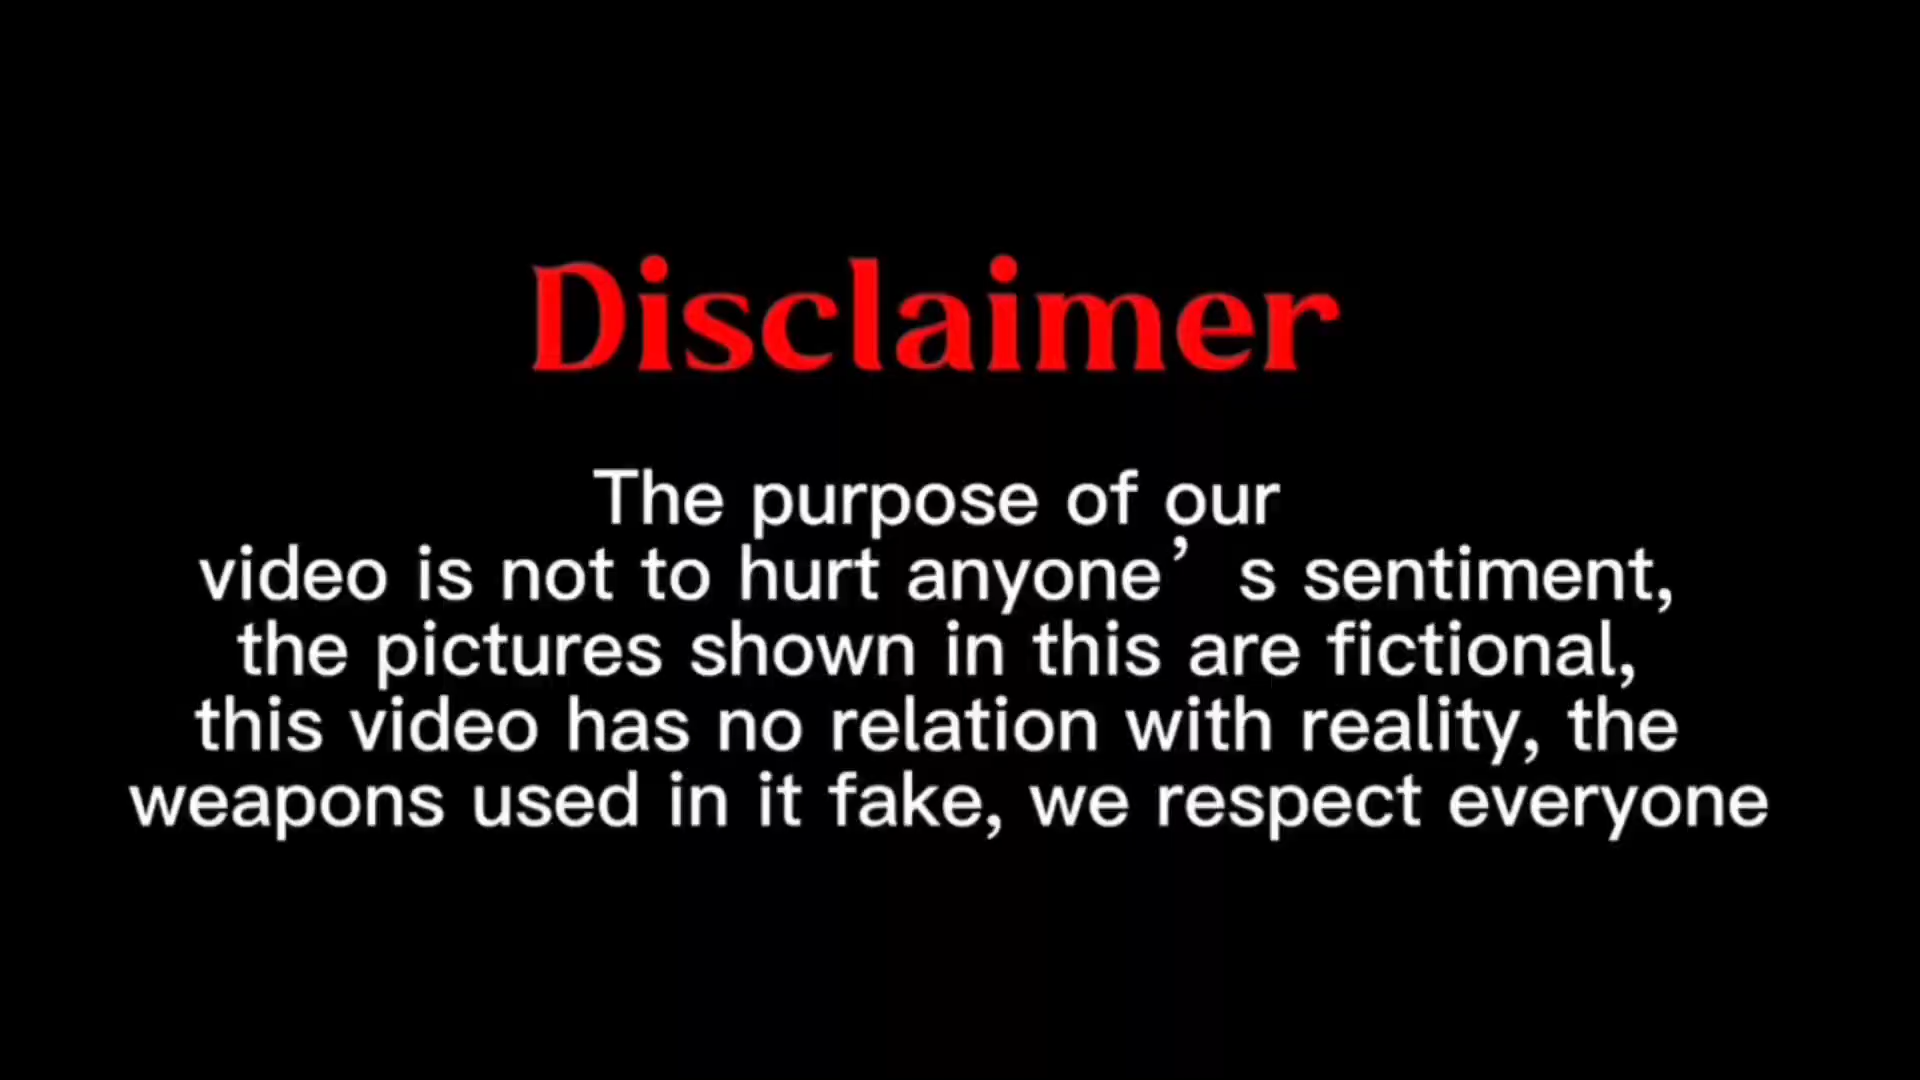 Disclaimer
The purpose of our
video is not to hurt anyone’s sentiment,
the pictures shown in this are fictional,
this video has no relation with reality, the
weapons used in it fake, we respect everyone